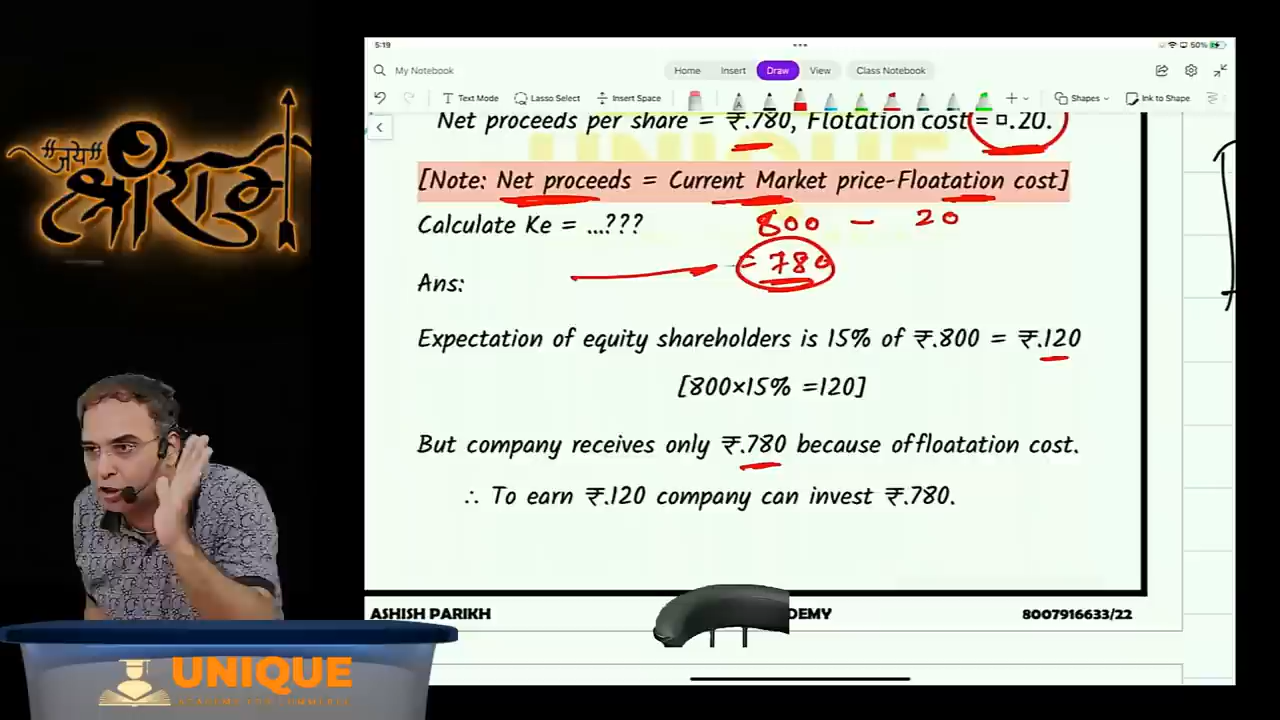 "जय"
श्रीराम
5:19
50%
My Notebook
Home Insert Draw View Class Notebook
Text Mode Lasso Select Insert Space Shapes Ink to Shape
Net proceeds per share = ₹.780, Flotation cost = ¤.20.
[Note: Net proceeds = Current Market price-Floatation cost]
Calculate Ke = ...???
800 - 20
= 780
Ans:
Expectation of equity shareholders is 15% of ₹.800 = ₹.120
[800×15% =120]
But company receives only ₹.780 because offloatation cost.
∴ To earn ₹.120 company can invest ₹.780.
ASHISH PARIKH
DEMY
8007916633/22
UNIQUE
ACADEMY FOR COMMERCE